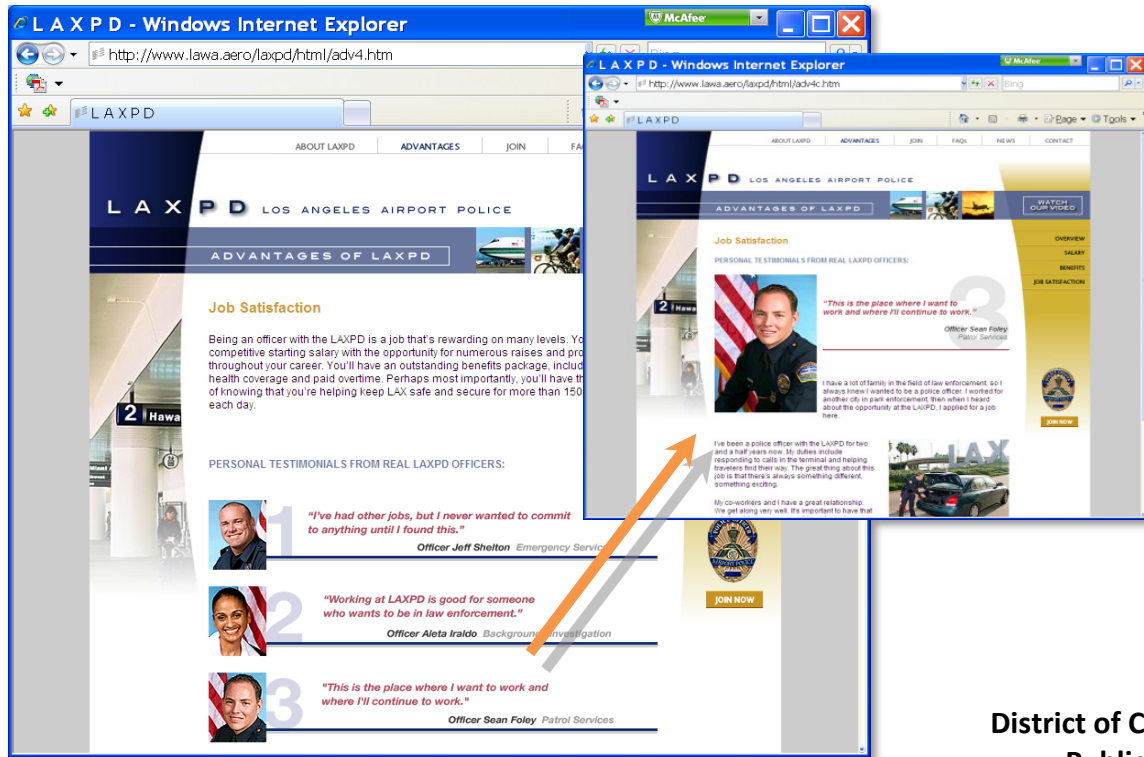 L A X P D - Windows Internet Explorer
McAfee
http://www.lawa.aero/laxpd/html/adv4.htm
Bing
L A X P D
ABOUT LAXPD ADVANTAGES JOIN
L A X P D LOS ANGELES AIRPORT POLICE
ADVANTAGES OF LAXPD
2 Hawa
Job Satisfaction
Being an officer with the LAXPD is a job that's rewarding on many levels.
competitive starting salary with the opportunity for numerous raises and
throughout your career. You'll have an outstanding benefits package,
health coverage and paid overtime. Perhaps most importantly, you'll have
of knowing that you're helping keep LAX safe and secure for more than 150
each day.
PERSONAL TESTIMONIALS FROM REAL LAXPD OFFICERS:
1
"I've had other jobs, but I never wanted to commit
to anything until I found this."
Officer Jeff Shelton Emergency Servic
2
"Working at LAXPD is good for someone
who wants to be in law enforcement."
Officer Aleta Iraldo Background Investigation
3
"This is the place where I want to work and
where I'll continue to work."
Officer Sean Foley Patrol Services
JOIN NOW
L A X P D - Windows Internet Explorer
McAfee
http://www.lawa.aero/laxpd/html/adv4c.htm
Bing
L A X P D
Page Tools
ABOUT LAXPD ADVANTAGES JOIN FAQs NEWS CONTACT
L A X P D LOS ANGELES AIRPORT POLICE
ADVANTAGES OF LAXPD
WATCH
OUR VIDEO
OVERVIEW
SALARY
BENEFITS
JOB SATISFACTION
2 Hawa
Job Satisfaction
PERSONAL TESTIMONIALS FROM REAL LAXPD OFFICERS:
3
"This is the place where I want to
work and where I'll continue to work."
Officer Sean Foley
Patrol Services
I have a lot of family in the field of law enforcement, so I
always knew I wanted to be a police officer. I worked for
another city in park enforcement, then when I heard
about the opportunity at the LAXPD, I applied for a job
here.
JOIN NOW
I've been a police officer with the LAXPD for two
and a half years now. My duties include
responding to calls in the terminal and helping
travelers find their way. The great thing about this
job is that there's always something different,
something exciting.
My co-workers and I have a great relationship.
We get along very well. It's important to have that
LAX
District of C
Public